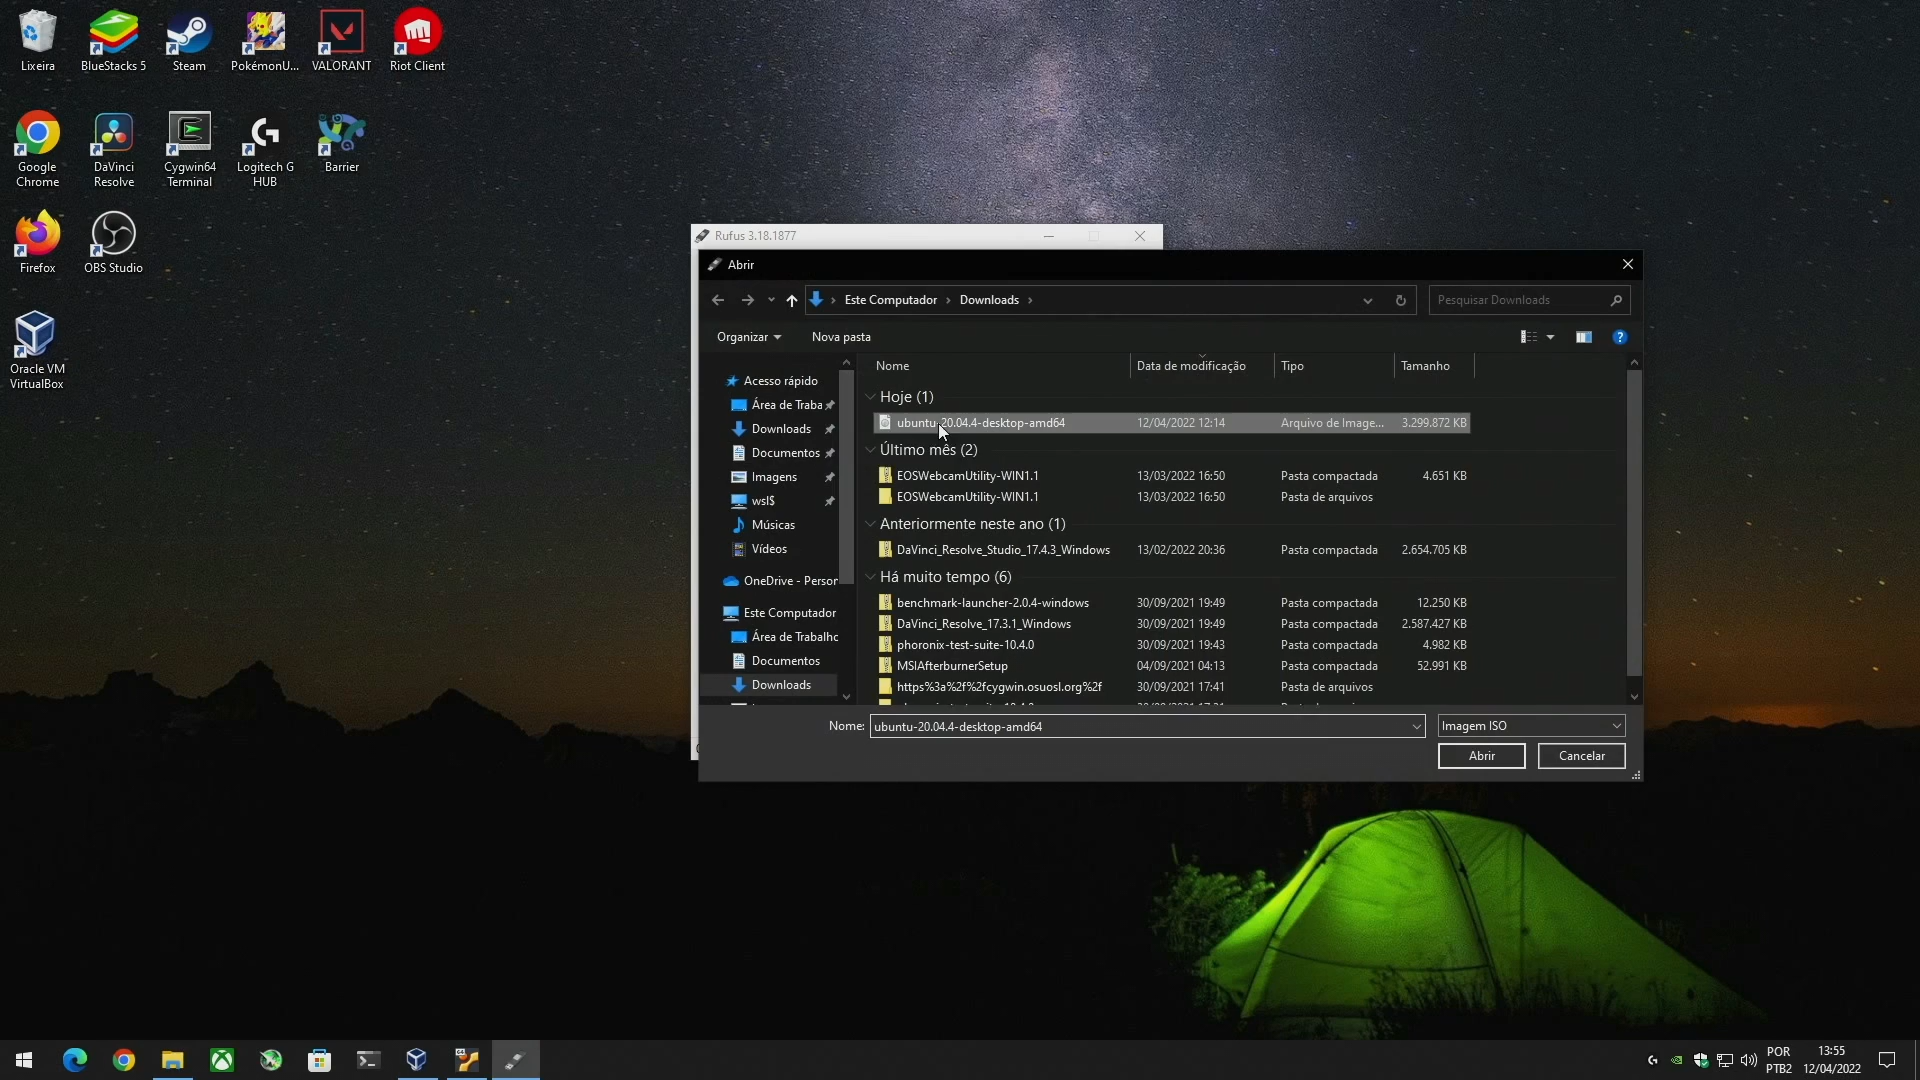 Lixeira
BlueStacks 5
Steam
PokémonU...
VALORANT
Riot Client
Google
Chrome
DaVinci
Resolve
Cygwin64
Terminal
Logitech G
HUB
Barrier
Firefox
OBS Studio
Oracle VM
VirtualBox
Rufus 3.18.1877
Abrir
Este Computador
Downloads
Pesquisar Downloads
Organizar
Nova pasta
Acesso rápido
Área de Traba
Downloads
Documentos
Imagens
wsl$
Músicas
Vídeos
OneDrive - Person
Este Computador
Área de Trabalho
Documentos
Downloads
Nome Data de modificação Tipo Tamanho
Hoje (1)
ubuntu-20.04.4-desktop-amd64 12/04/2022 12:14 Arquivo de Image... 3.299.872 KB
Último mês (2)
EOSWebcamUtility-WIN1.1 13/03/2022 16:50 Pasta compactada 4.651 KB
EOSWebcamUtility-WIN1.1 13/03/2022 16:50 Pasta de arquivos
Anteriormente neste ano (1)
DaVinci_Resolve_Studio_17.4.3_Windows 13/02/2022 20:36 Pasta compactada 2.654.705 KB
Há muito tempo (6)
benchmark-launcher-2.0.4-windows 30/09/2021 19:49 Pasta compactada 12.250 KB
DaVinci_Resolve_17.3.1_Windows 30/09/2021 19:49 Pasta compactada 2.587.427 KB
phoronix-test-suite-10.4.0 30/09/2021 19:43 Pasta compactada 4.982 KB
MSIAfterburnerSetup 04/09/2021 04:13 Pasta compactada 52.991 KB
https%3a%2f%2fcygwin.osuosl.org%2f 30/09/2021 17:41 Pasta de arquivos
Nome: ubuntu-20.04.4-desktop-amd64 Imagem ISO
Abrir Cancelar
POR
PTB2
13:55
12/04/2022